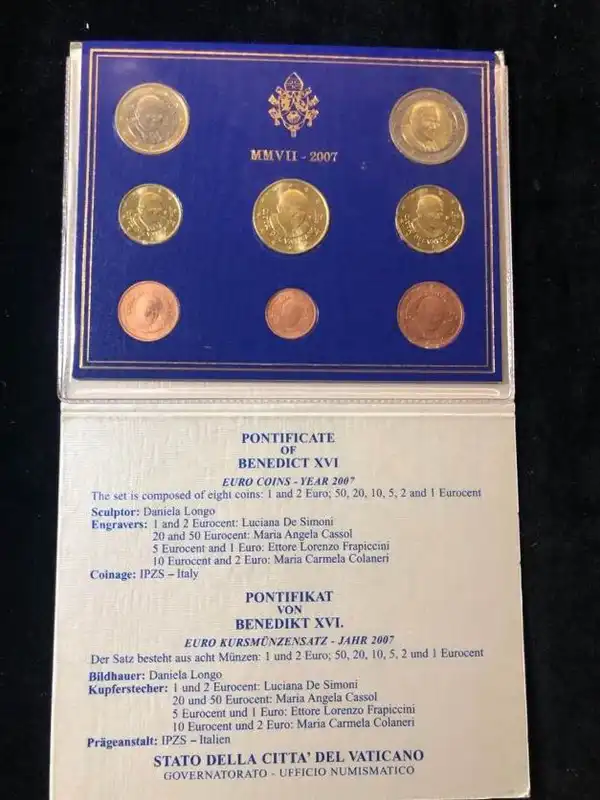 MMVII - 2007
PONTIFICATE
OF
BENEDICT XVI
EURO COINS - YEAR 2007
The set is composed of eight coins: 1 and 2 Euro; 50, 20, 10, 5, 2 and 1 Eurocent
Sculptor: Daniela Longo
Engravers: 1 and 2 Eurocent: Luciana De Simoni
20 and 50 Eurocent: Maria Angela Cassol
5 Eurocent and 1 Euro: Ettore Lorenzo Frapiccini
10 Eurocent and 2 Euro: Maria Carmela Colaneri
Coinage: IPZS – Italy
PONTIFIKAT
VON
BENEDIKT XVI.
EURO KURSMÜNZENSATZ - JAHR 2007
Der Satz besteht aus acht Münzen: 1 und 2 Euro; 50, 20, 10, 5, 2 und 1 Eurocent
Bildhauer: Daniela Longo
Kupferstecher: 1 und 2 Eurocent: Luciana De Simoni
20 und 50 Eurocent: Maria Angela Cassol
5 Eurocent und 1 Euro: Ettore Lorenzo Frapiccini
10 Eurocent und 2 Euro: Maria Carmela Colaneri
Prägeanstalt: IPZS – Italien
STATO DELLA CITTA' DEL VATICANO
GOVERNATORATO - UFFICIO NUMISMATICO